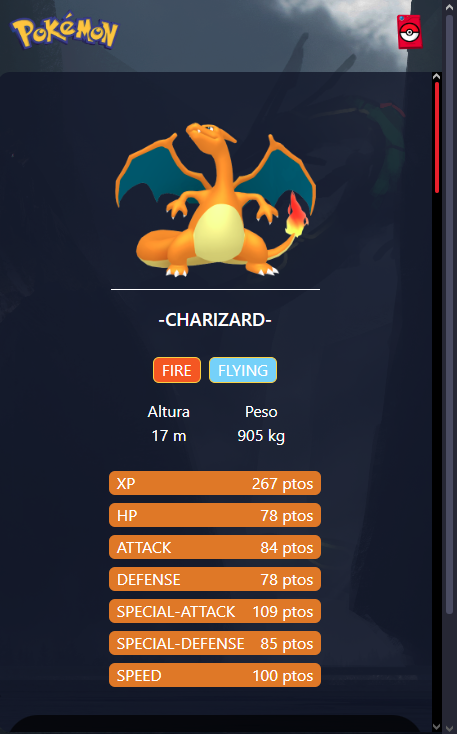 POKéMON
-CHARIZARD-
FIRE FLYING
Altura Peso
17 m 905 kg
XP 267 ptos
HP 78 ptos
ATTACK 84 ptos
DEFENSE 78 ptos
SPECIAL-ATTACK 109 ptos
SPECIAL-DEFENSE 85 ptos
SPEED 100 ptos